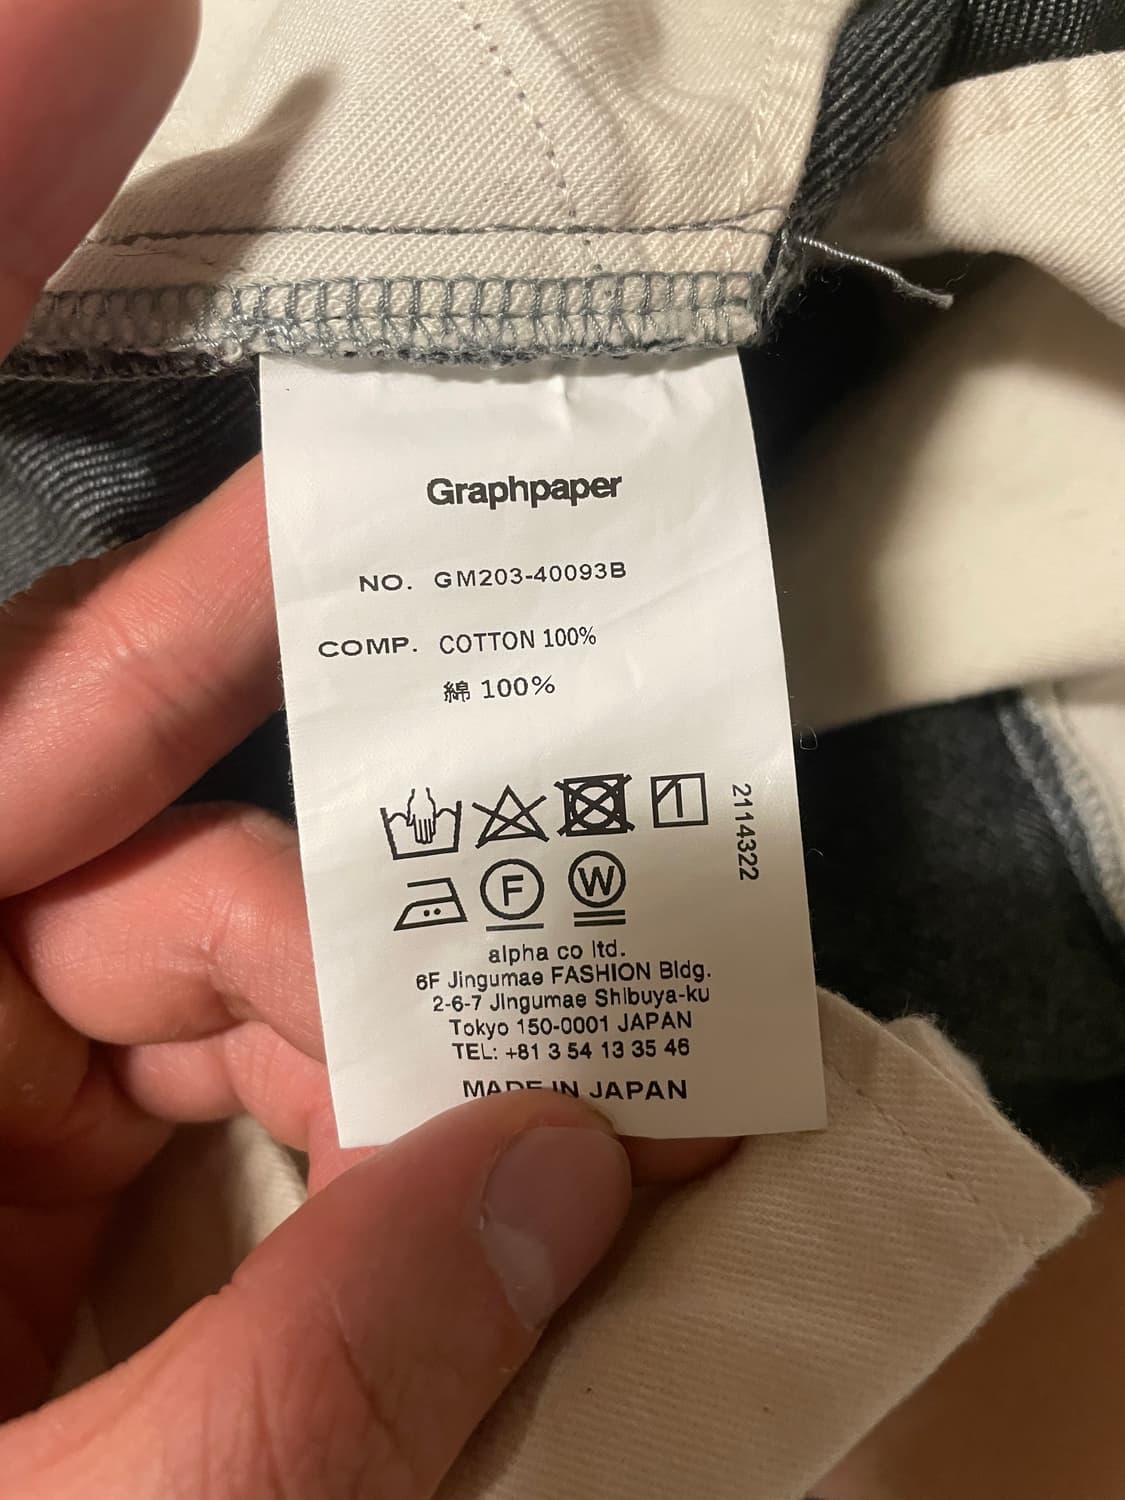 Graphpaper
NO. GM203-40093B
COMP. COTTON 100%
綿 100%
2114322
F W
alpha co ltd.
6F Jingumae FASHION Bldg.
2-6-7 Jingumae Shibuya-ku
Tokyo 150-0001 JAPAN
TEL: +81 3 54 13 35 46
MADE IN JAPAN